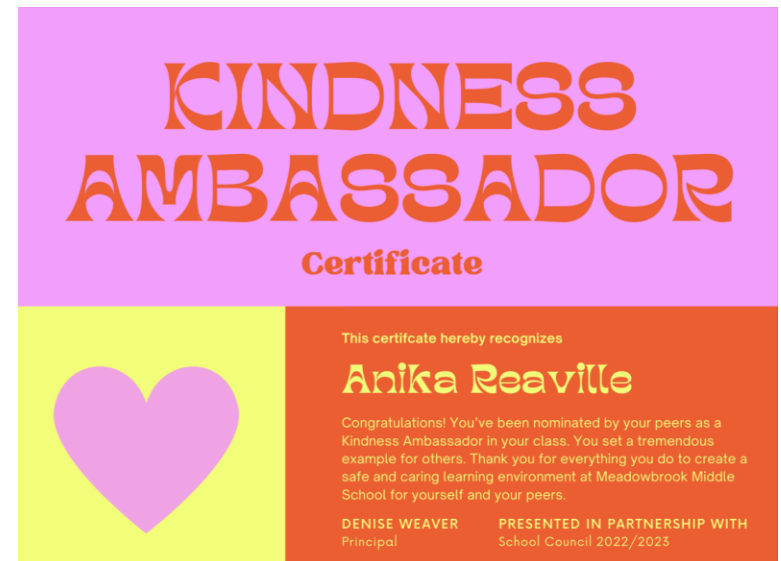 KINDNESS
AMBASSADOR
Certificate
This certifcate hereby recognizes
Anika Reaville
Congratulations! You've been nominated by your peers as a
Kindness Ambassador in your class. You set a tremendous
example for others. Thank you for everything you do to create a
safe and caring learning environment at Meadowbrook Middle
School for yourself and your peers.
DENISE WEAVER
Principal
PRESENTED IN PARTNERSHIP WITH
School Council 2022/2023